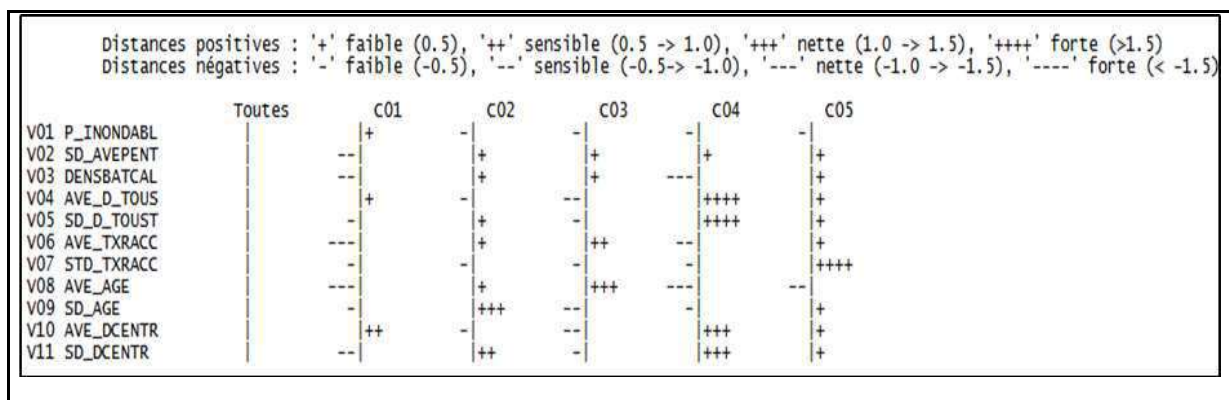 Distances positives : '+' faible (0.5), '++' sensible (0.5 -> 1.0), '+++' nette (1.0 -> 1.5), '++++' forte (>1.5)
Distances négatives : '-' faible (-0.5), '--' sensible (-0.5-> -1.0), '---' nette (-1.0 -> -1.5), '----' forte (< -1.5)
Toutes C01 C02 C03 C04 C05
V01 P_INONDABL | |+ -| -| -| -|
V02 SD_AVEPENT | --| |+ |+ |+ |+
V03 DENSBATCAL | --| |+ |+ ---| |+
V04 AVE_D_TOUS | |+ -| --| |++++ |+
V05 SD_D_TOUST | -| |+ -| |++++ |+
V06 AVE_TXRACC | ---| |+ |++ --| |+
V07 STD_TXRACC | -| -| -| -| |++++
V08 AVE_AGE | ---| |+ |+++ ---| --|
V09 SD_AGE | -| |+++ --| -| |+
V10 AVE_DCENTR | |++ -| --| |+++ |+
V11 SD_DCENTR | --| |++ -| |+++ |+